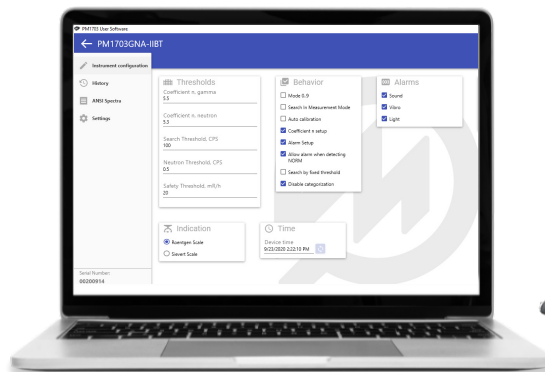 PM1703 User Software
PM1703GNA-IIBT
Instrument configuration
History
ANSI Spectra
Settings
Serial Number:
00200914
Thresholds
Coefficient n, gamma
5.5
Coefficient n, neutron
5.5
Search Threshold, CPS
100
Neutron Threshold, CPS
0.5
Safety Threshold, mR/h
20
Behavior
Mode 0.9!
Search in Measurement Mode
Auto calibration
Coefficient n setup
Alarm Setup
Allow alarm when detecting
NORM
Search by fixed threshold
Disable categorization
Alarms
Sound
Vibro
Light
Indication
Roentgen Scale
Sievert Scale
Time
Device time
9/23/2020 2:22:10 PM